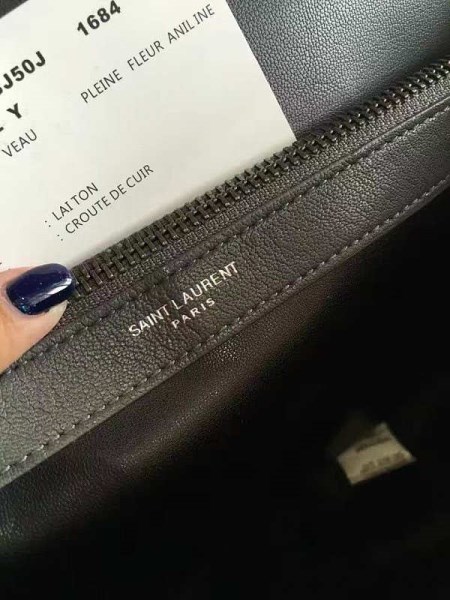 J50J 1684
Y
VEAU PLEINE FLEUR ANILINE
: LAITON
: CROUTE DE CUIR
SAINT LAURENT
PARIS